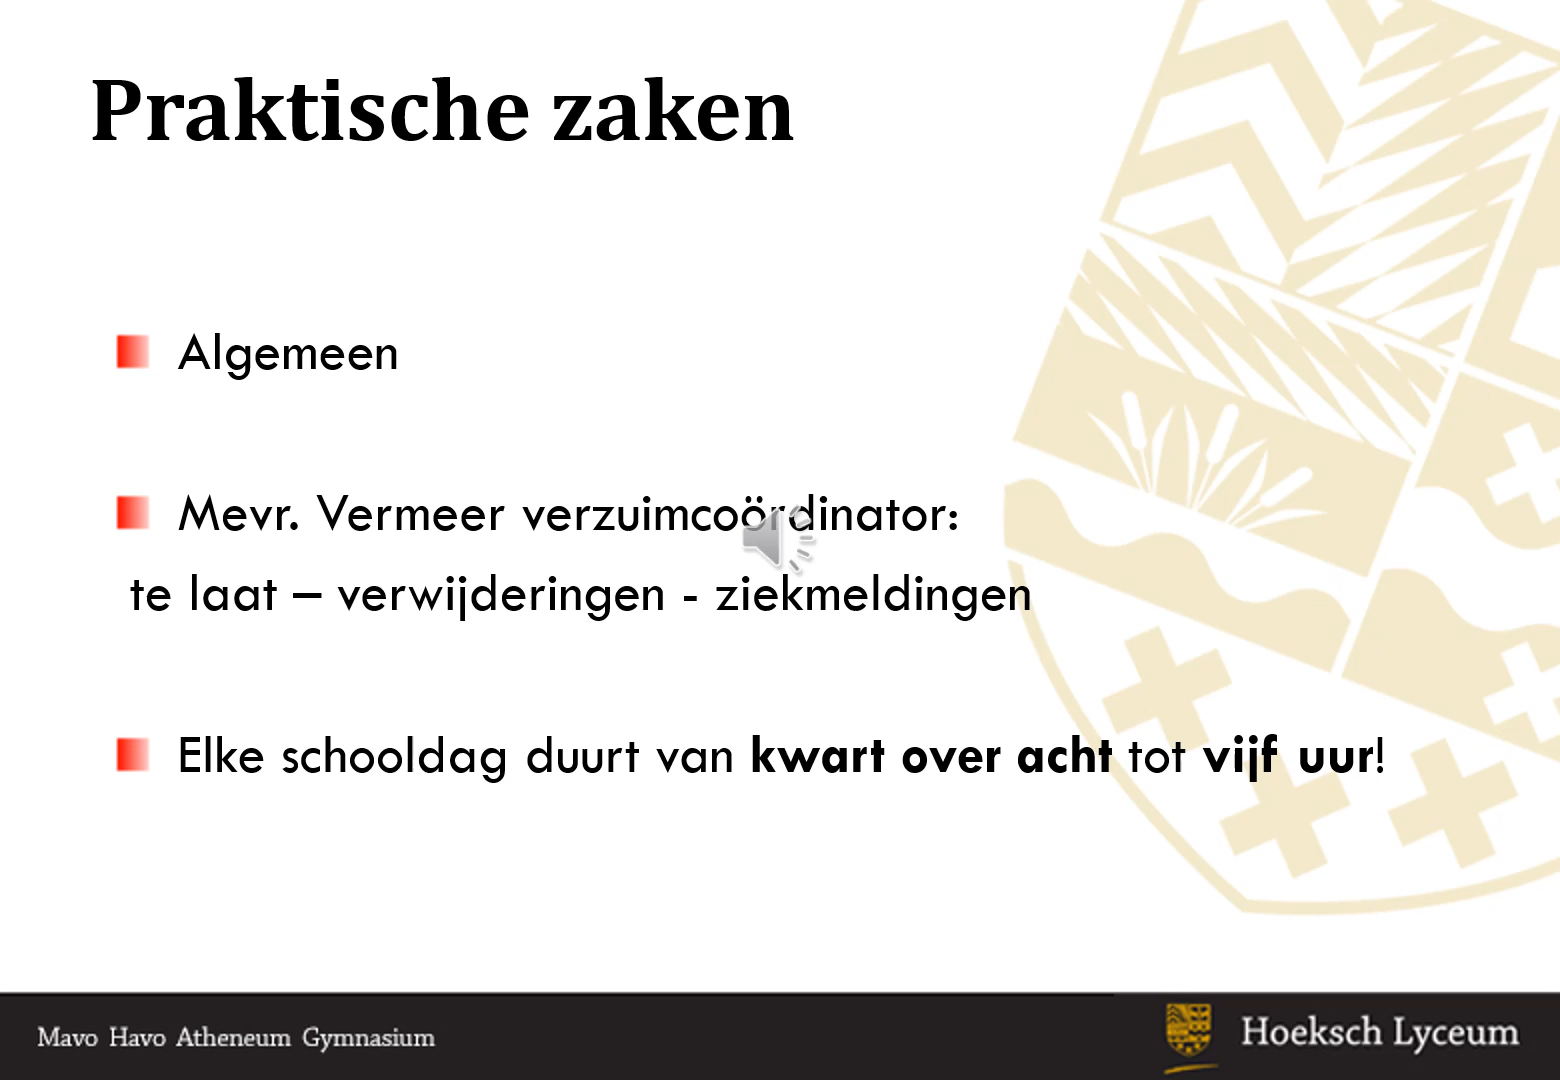 Praktische zaken
Algemeen
Mevr. Vermeer verzuimcoördinator:
te laat – verwijderingen - ziekmeldingen
Elke schooldag duurt van kwart over acht tot vijf uur!
Mavo Havo Atheneum Gymnasium
Hoeksch Lyceum